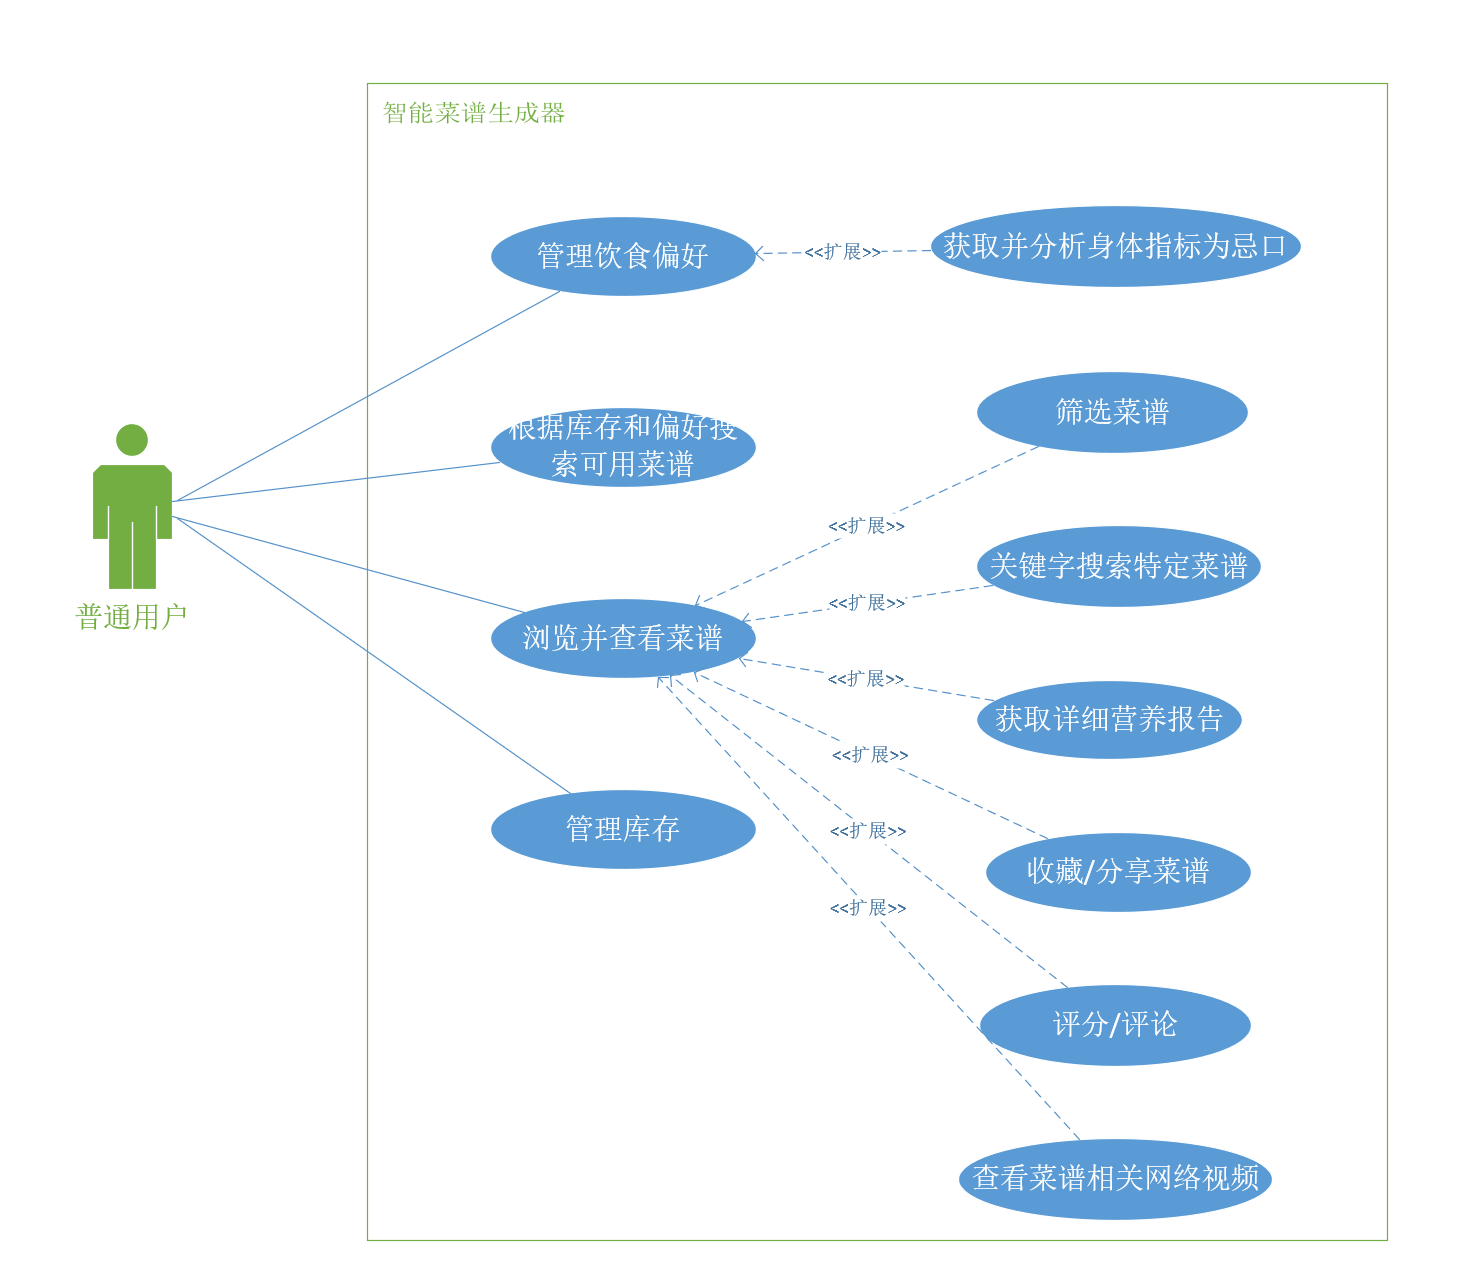 智能菜谱生成器
管理饮食偏好
<<扩展>>
获取并分析身体指标为忌口
筛选菜谱
根据库存和偏好搜
索可用菜谱
<<扩展>>
关键字搜索特定菜谱
<<扩展>>
普通用户
浏览并查看菜谱
<<扩展>>
获取详细营养报告
<<扩展>>
管理库存
<<扩展>>
收藏/分享菜谱
<<扩展>>
评分/评论
查看菜谱相关网络视频